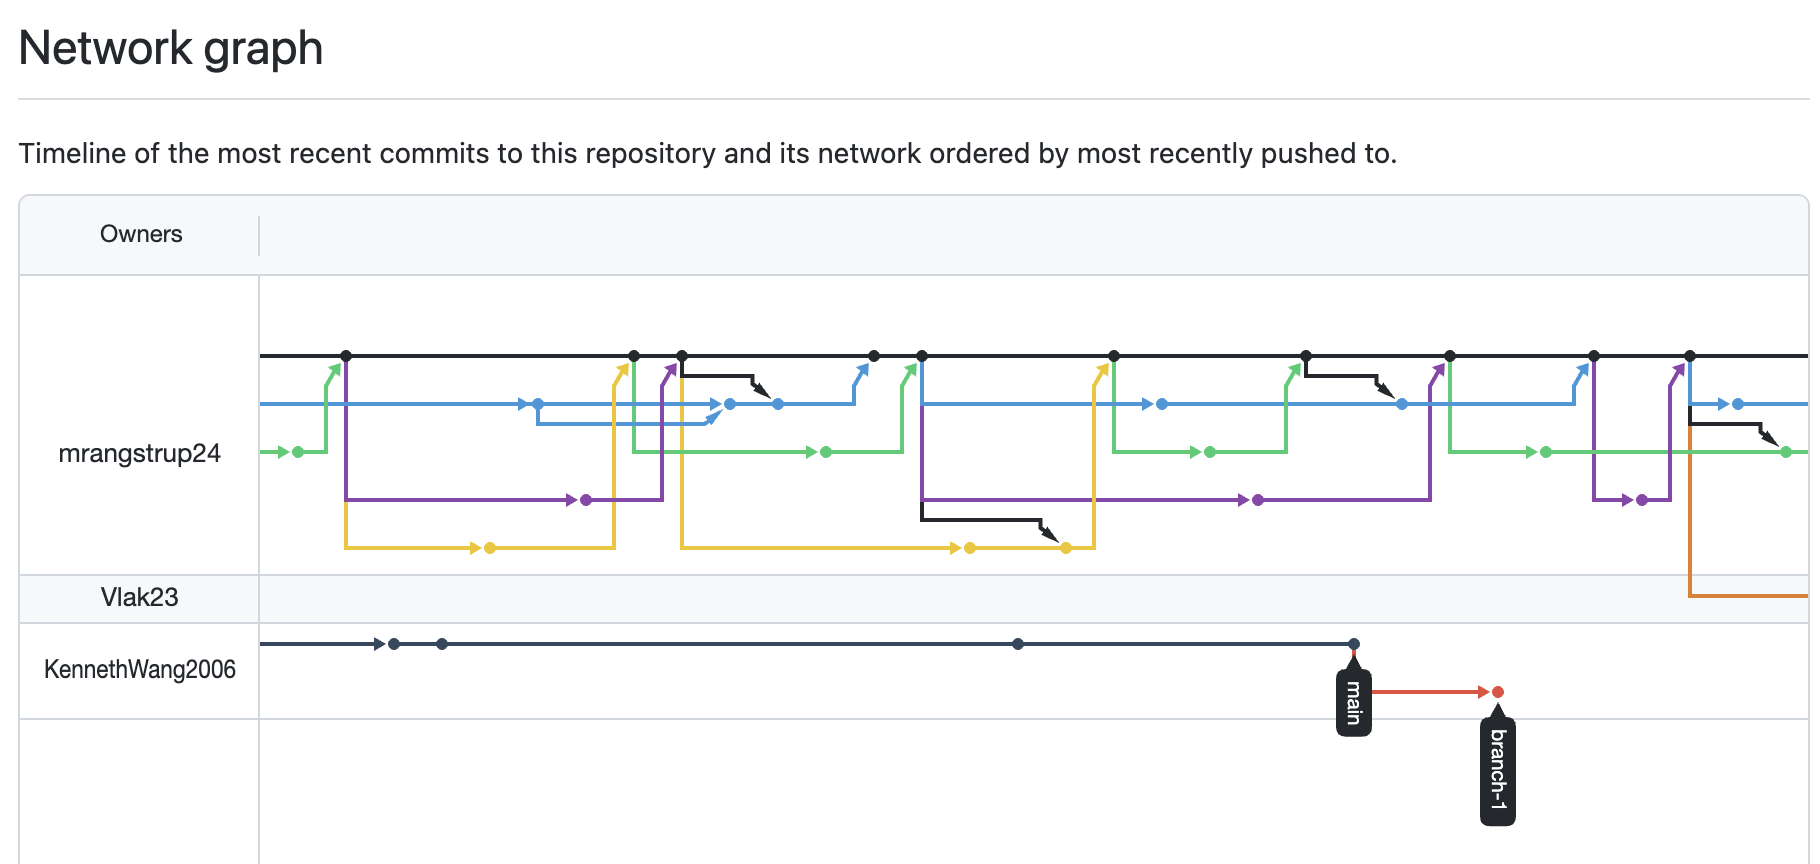 Network graph
Timeline of the most recent commits to this repository and its network ordered by most recently pushed to.
Owners
mrangstrup24
Vlak23
KennethWang2006
main
branch-1